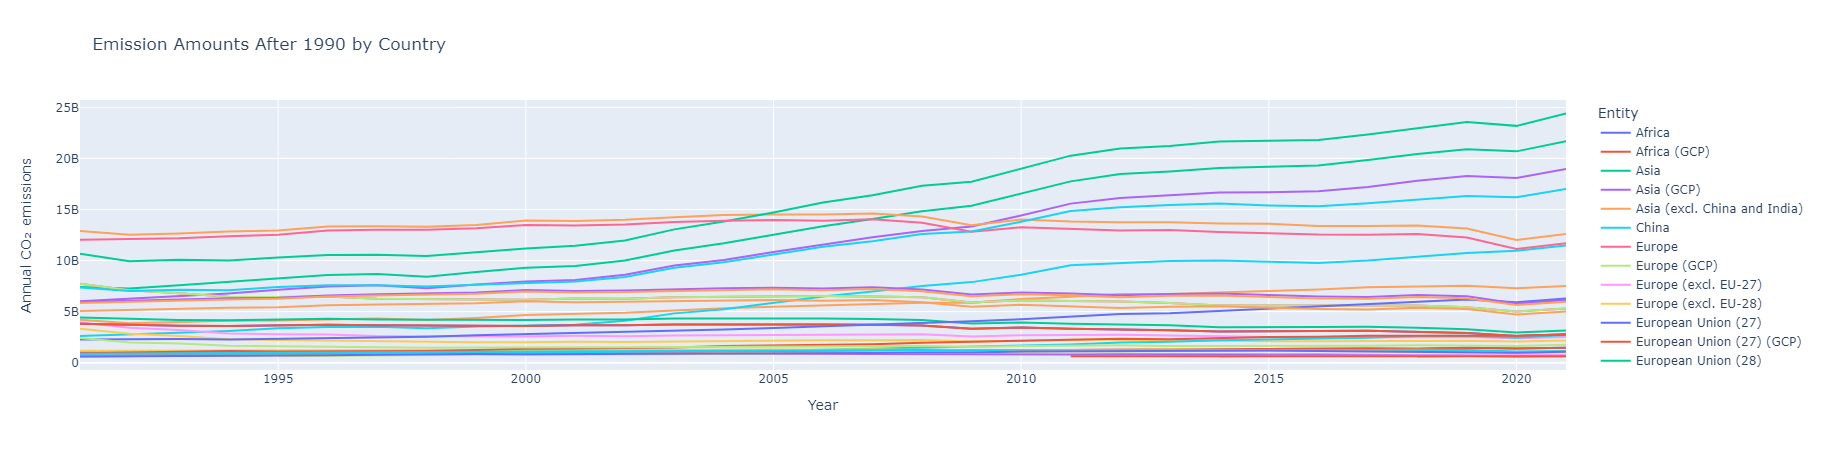 Emission Amounts After 1990 by Country
25B
20B
15B
10B
5B
0
Annual CO₂ emissions
1995
2000
2005
2010
2015
2020
Year
Entity
Africa
Africa (GCP)
Asia
Asia (GCP)
Asia (excl. China and India)
China
Europe
Europe (GCP)
Europe (excl. EU-27)
Europe (excl. EU-28)
European Union (27)
European Union (27) (GCP)
European Union (28)